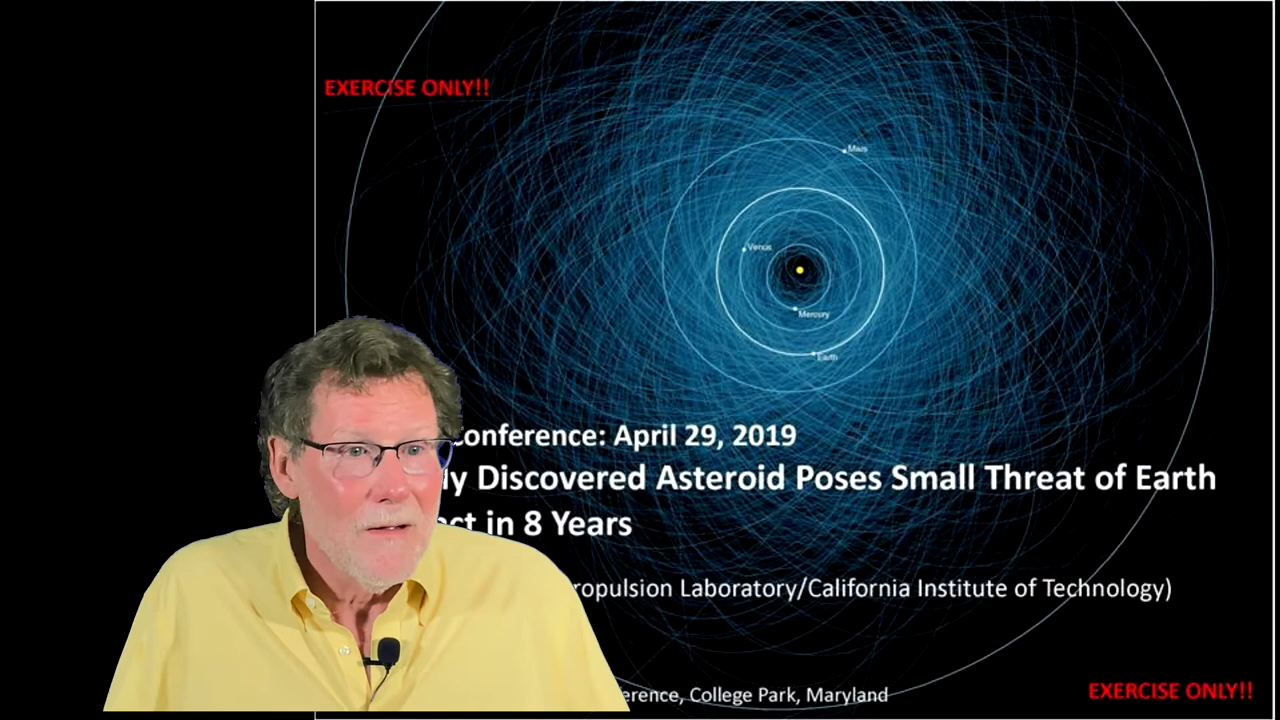 EXERCISE ONLY!!
Mars
Venus
Mercury
Earth
Conference: April 29, 2019
Discovered Asteroid Poses Small Threat of Earth
in 8 Years
Laboratory/California Institute of Technology)
College Park, Maryland
EXERCISE ONLY!!